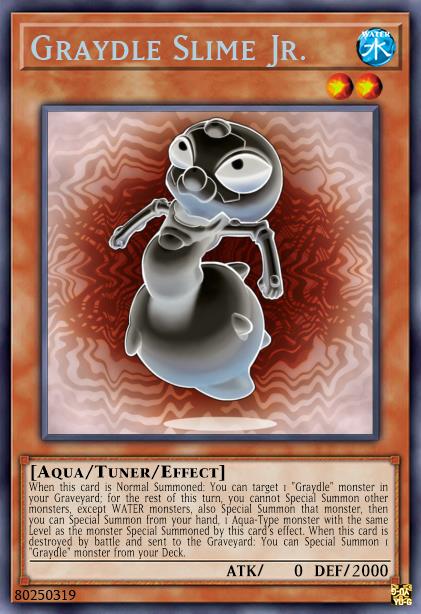 GRAYDLE SLIME JR.
WATER
水
[AQUA/TUNER/EFFECT]
When this card is Normal Summoned: You can target 1 "Graydle" monster in
your Graveyard; for the rest of this turn, you cannot Special Summon other
monsters, except WATER monsters, also Special Summon that monster, then
you can Special Summon from your hand, 1 Aqua-Type monster with the same
Level as the monster Special Summoned by this card's effect. When this card is
destroyed by battle and sent to the Graveyard: You can Special Summon 1
"Graydle" monster from your Deck.
ATK/ 0 DEF/2000
80250319